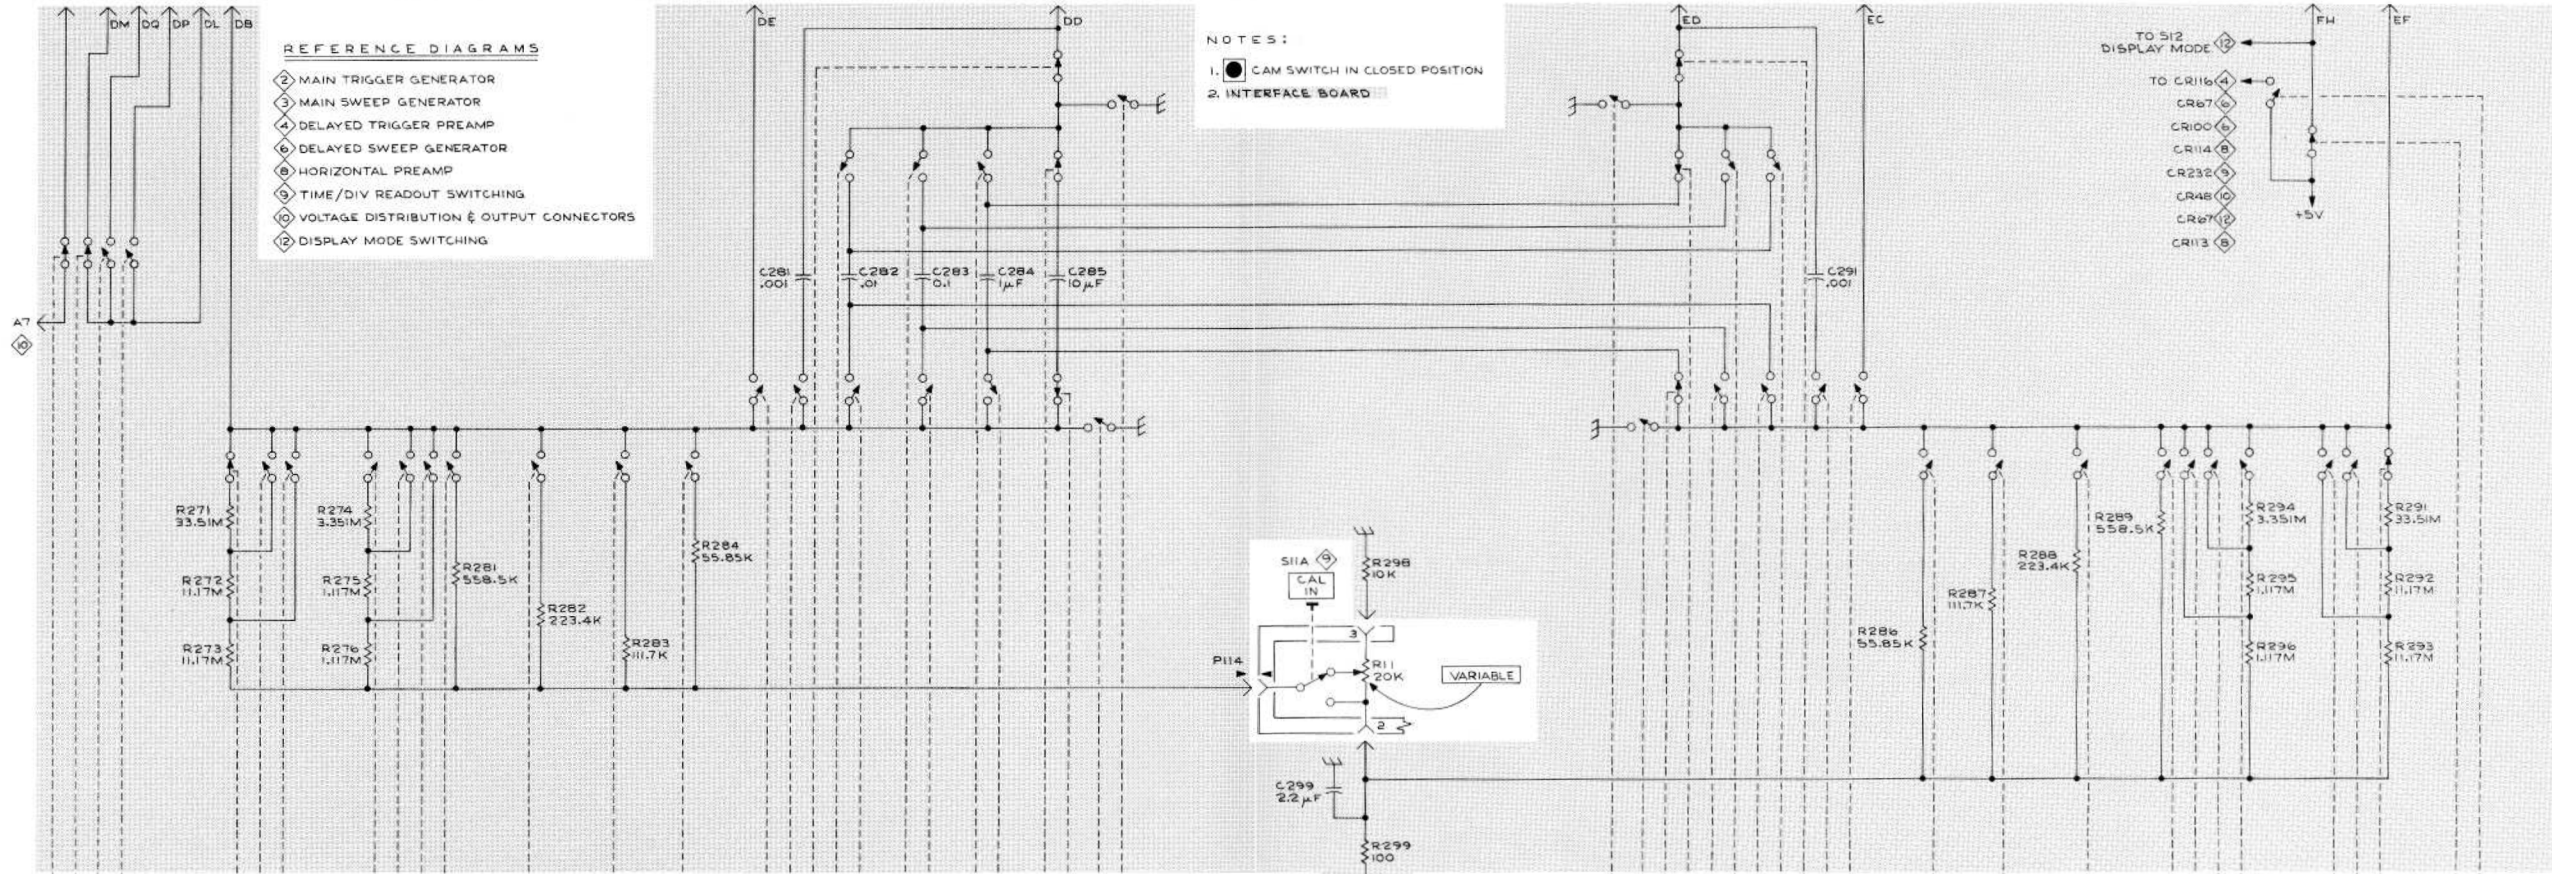 DM
DQ
DP
DL
DB
DE
DD
ED
EC
FH
EF
REFERENCE DIAGRAMS
2 MAIN TRIGGER GENERATOR
3 MAIN SWEEP GENERATOR
4 DELAYED TRIGGER PREAMP
6 DELAYED SWEEP GENERATOR
8 HORIZONTAL PREAMP
9 TIME/DIV READOUT SWITCHING
10 VOLTAGE DISTRIBUTION & OUTPUT CONNECTORS
12 DISPLAY MODE SWITCHING
NOTES:
1. CAM SWITCH IN CLOSED POSITION
2. INTERFACE BOARD
TO S12
DISPLAY MODE 12
TO CR116 4
CR67 6
CR100 6
CR114 8
CR232 9
CR48 10
CR67 12
CR113 8
+5V
A7
10
C281
.001
C282
.01
C283
0.1
C284
1µF
C285
10µF
C291
.001
R271
33.51M
R272
11.17M
R273
11.17M
R274
3.351M
R275
1.117M
R276
1.117M
R281
558.5K
R282
223.4K
R283
111.7K
R284
55.85K
S11A 9
CAL
IN
R298
10K
P114
1
3
R11
20K
VARIABLE
2
C299
2.2µF
R299
100
R286
55.85K
R287
111.7K
R288
223.4K
R289
558.5K
R294
3.351M
R295
1.117M
R296
1.117M
R291
33.51M
R292
11.17M
R293
11.17M